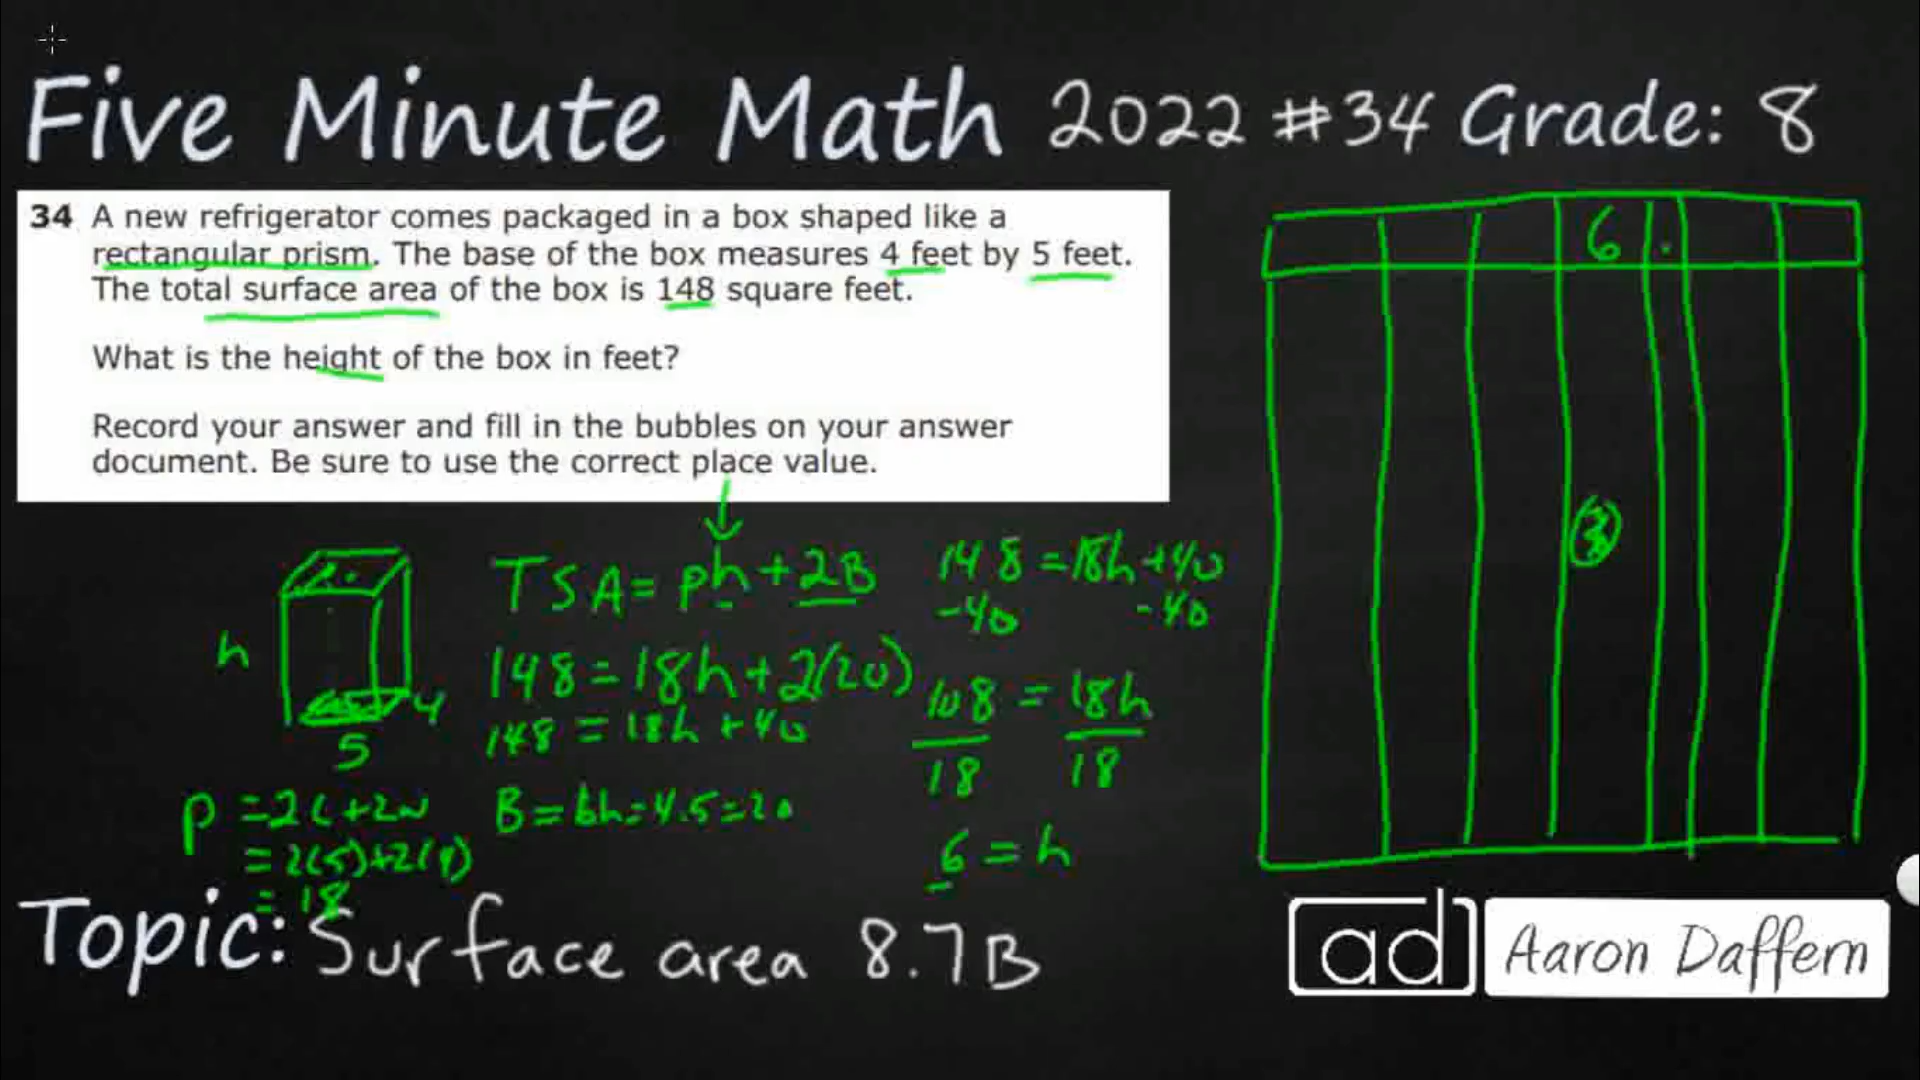 Five Minute Math 2022 #34 Grade: 8
34 A new refrigerator comes packaged in a box shaped like a
rectangular prism. The base of the box measures 4 feet by 5 feet.
The total surface area of the box is 148 square feet.
What is the height of the box in feet?
Record your answer and fill in the bubbles on your answer
document. Be sure to use the correct place value.
6 .
h
4
5
P = 2l + 2w
= 2(5)+2(4)
= 18
TSA = ph + 2B
148 = 18h + 2(20)
148 = 18h + 40
B = bh = 4.5 = 20
148 = 18h + 40
-40 -40
108 = 18h
18 18
6 = h
Topic: Surface area 8.7B
ad Aaron Daffern